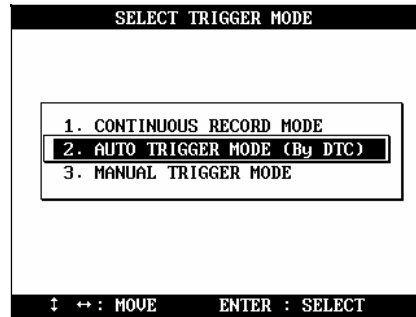 SELECT TRIGGER MODE
1. CONTINUOUS RECORD MODE
2. AUTO TRIGGER MODE (By DTC)
3. MANUAL TRIGGER MODE
↕ ↔: MOVE ENTER : SELECT